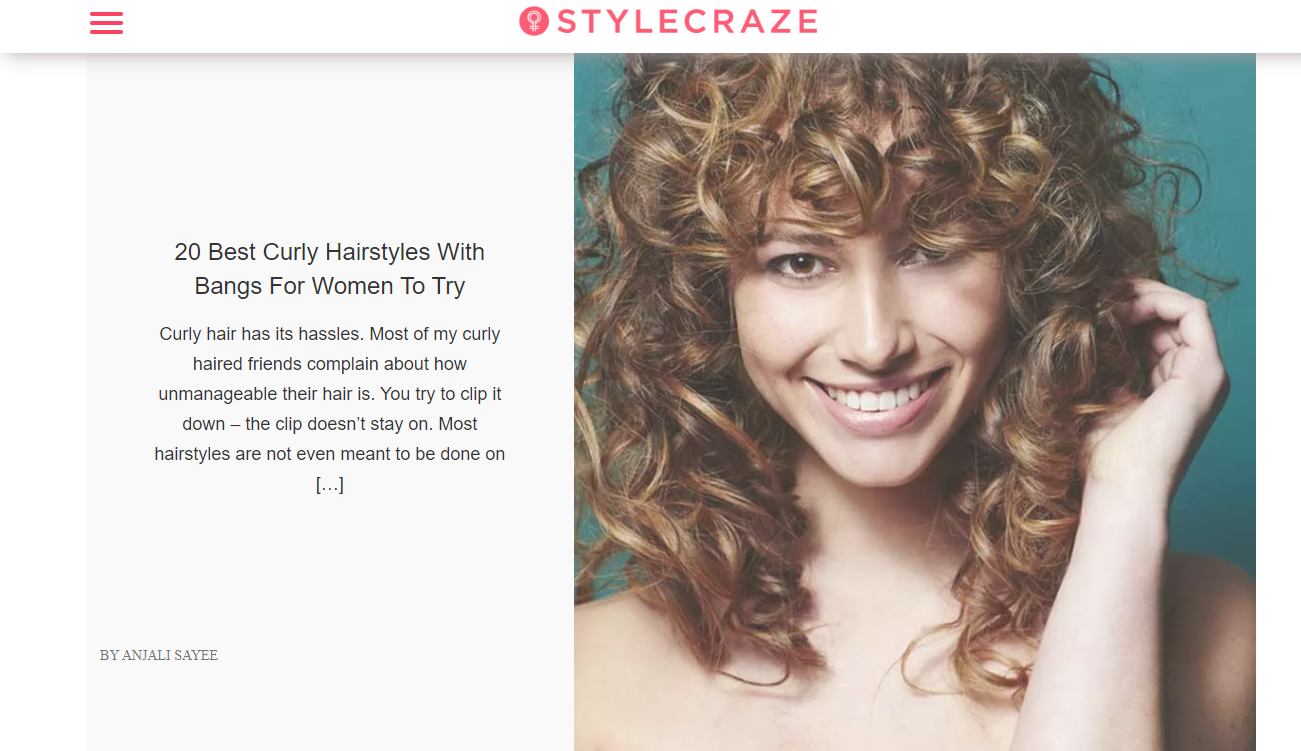 STYLECRAZE
20 Best Curly Hairstyles With
Bangs For Women To Try
Curly hair has its hassles. Most of my curly
haired friends complain about how
unmanageable their hair is. You try to clip it
down – the clip doesn’t stay on. Most
hairstyles are not even meant to be done on
[…]
BY ANJALI SAYEE